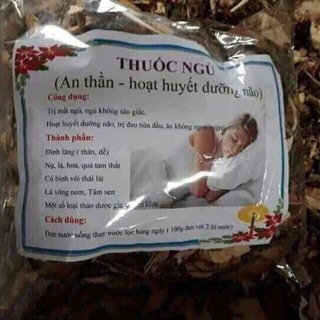 THUỐC NGỦ
(An thần - hoạt huyết dưỡng não)
Công dụng:
Trị mất ngủ, ngủ không sâu giấc,
Hoạt huyết dưỡng não, trị đau nửa đầu, ăn không ngon
Thành phần:
Đinh lăng ( thân, dễ)
Nụ, lá, hoa, quả tam thất
Củ bình vôi thái lát
Lá vông nem, Tâm sen
Một số loại thảo dược gia
Cách dùng:
Đun nước uống thay nước lọc hàng ngày ( 100g đun với 2 lít nước)